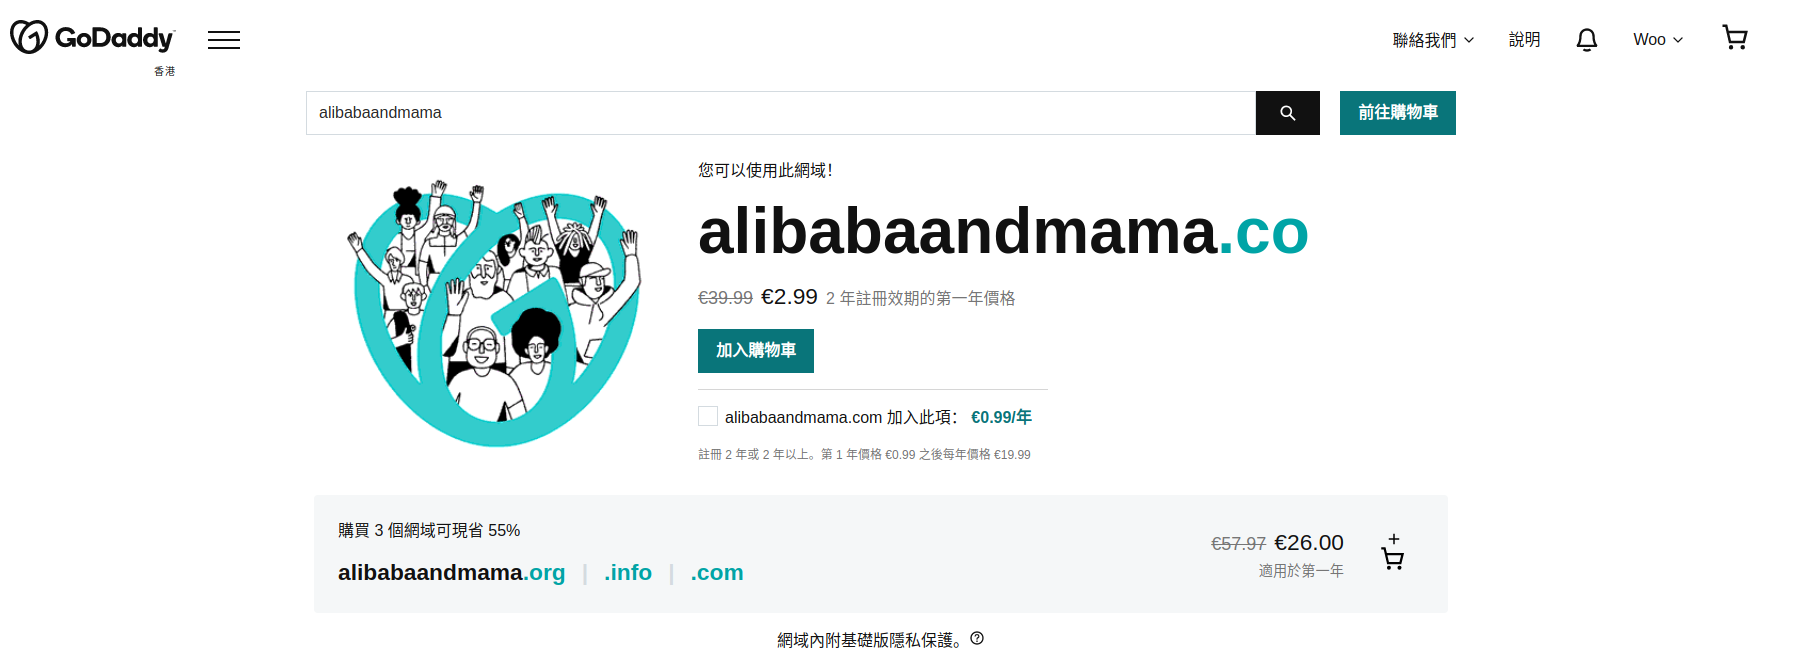 GoDaddy
香港
聯絡我們
說明
Woo
alibabaandmama
前往購物車
您可以使用此網域!
alibabaandmama.co
€39.99 €2.99 2 年註冊效期的第一年價格
加入購物車
alibabaandmama.com 加入此項： €0.99/年
註冊 2 年或 2 年以上。第 1 年價格 €0.99 之後每年價格 €19.99
購買 3 個網域可現省 55%
alibabaandmama.org | .info | .com
€57.97 €26.00
適用於第一年
網域內附基礎版隱私保護。